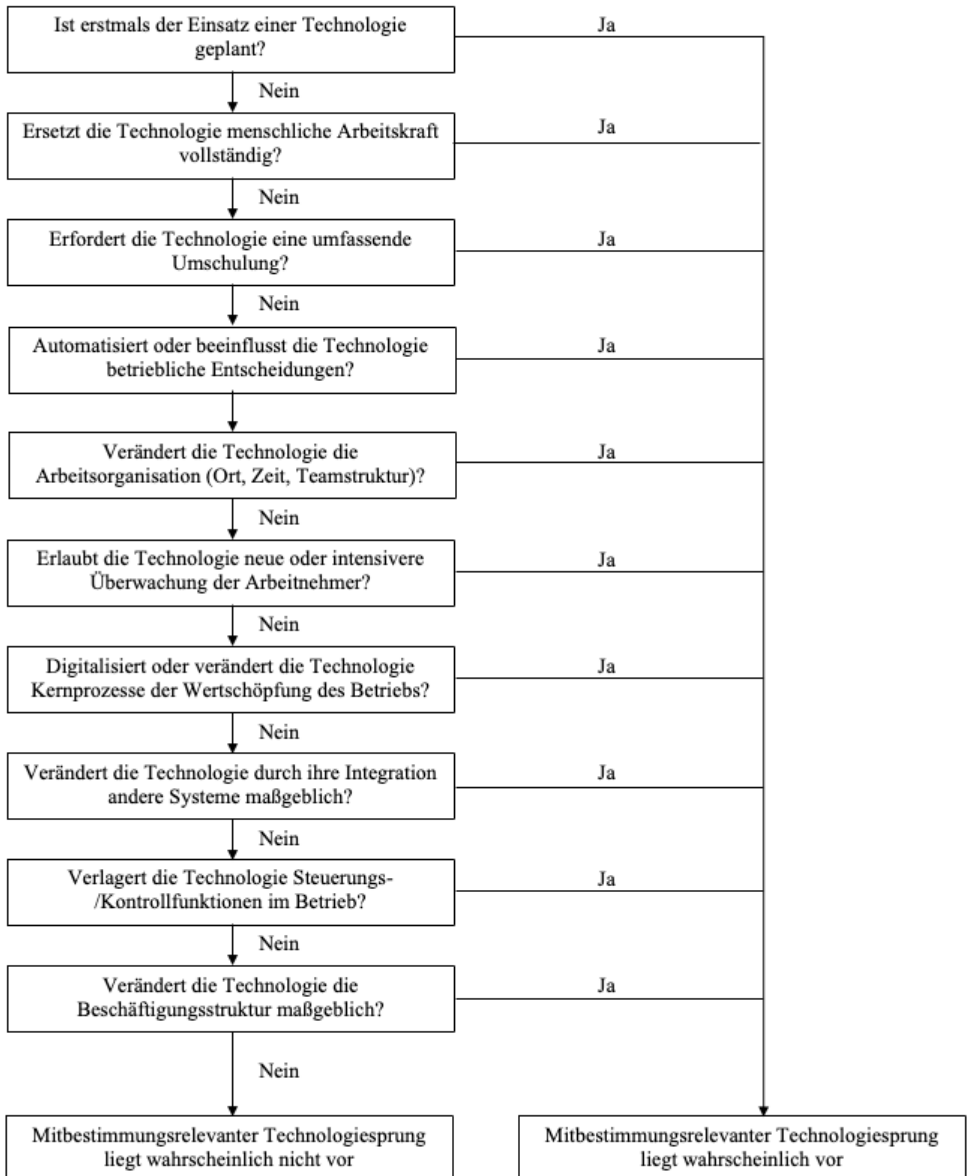 Ist erstmals der Einsatz einer Technologie
geplant?
Ja
Nein
Ersetzt die Technologie menschliche Arbeitskraft
vollständig?
Ja
Nein
Erfordert die Technologie eine umfassende
Umschulung?
Ja
Nein
Automatisiert oder beeinflusst die Technologie
betriebliche Entscheidungen?
Ja
Verändert die Technologie die
Arbeitsorganisation (Ort, Zeit, Teamstruktur)?
Ja
Nein
Erlaubt die Technologie neue oder intensivere
Überwachung der Arbeitnehmer?
Ja
Nein
Digitalisiert oder verändert die Technologie
Kernprozesse der Wertschöpfung des Betriebs?
Ja
Nein
Verändert die Technologie durch ihre Integration
andere Systeme maßgeblich?
Ja
Nein
Verlagert die Technologie Steuerungs-
/Kontrollfunktionen im Betrieb?
Ja
Nein
Verändert die Technologie die
Beschäftigungsstruktur maßgeblich?
Ja
Nein
Mitbestimmungsrelevanter Technologiesprung
liegt wahrscheinlich nicht vor
Mitbestimmungsrelevanter Technologiesprung
liegt wahrscheinlich vor